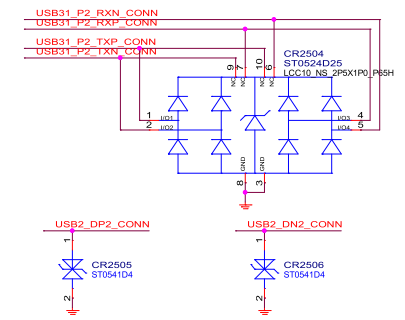 USB31_P2_RXN_CONN
USB31_P2_RXP_CONN
USB31_P2_TXP_CONN
USB31_P2_TXN_CONN
CR2504
ST0524D25
LCC10_NS_2P5X1P0_P65H
9 7 10 6
NC NC NC NC
1 I/O1 I/O3 4
2 I/O2 I/O4 5
GND GND
8 3
USB2_DP2_CONN USB2_DN2_CONN
1 1
CR2505 CR2506
ST0541D4 ST0541D4
2 2